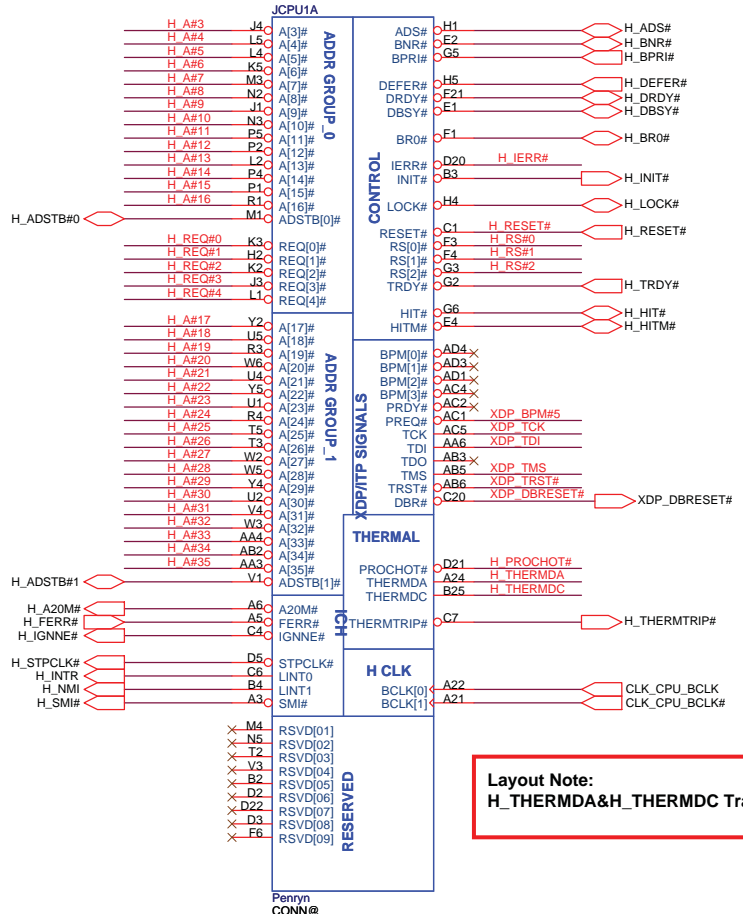 JCPU1A
H_A#3 J4 A[3]# ADS# H1 H_ADS#
H_A#4 L5 A[4]# BNR# E2 H_BNR#
H_A#5 L4 A[5]# BPRI# G5 H_BPRI#
H_A#6 K5 A[6]#
H_A#7 M3 A[7]# DEFER# H5 H_DEFER#
H_A#8 N2 A[8]# DRDY# F21 H_DRDY#
H_A#9 J1 A[9]# DBSY# E1 H_DBSY#
H_A#10 N3 A[10]#
H_A#11 P5 A[11]# BR0# F1 H_BR0#
H_A#12 P2 A[12]#
H_A#13 L2 A[13]# IERR# D20 H_IERR#
H_A#14 P4 A[14]# INIT# B3 H_INIT#
H_A#15 P1 A[15]#
H_A#16 R1 A[16]# LOCK# H4 H_LOCK#
H_ADSTB#0 M1 ADSTB[0]#
ADDR GROUP_0
CONTROL
RESET# C1 H_RESET# H_RESET#
H_REQ#0 K3 REQ[0]# RS[0]# F3 H_RS#0
H_REQ#1 H2 REQ[1]# RS[1]# F4 H_RS#1
H_REQ#2 K2 REQ[2]# RS[2]# G3 H_RS#2
H_REQ#3 J3 REQ[3]# TRDY# G2 H_TRDY#
H_REQ#4 L1 REQ[4]#
HIT# G6 H_HIT#
H_A#17 Y2 A[17]# HITM# E4 H_HITM#
H_A#18 U5 A[18]#
H_A#19 R3 A[19]# BPM[0]# AD4
H_A#20 W6 A[20]# BPM[1]# AD3
H_A#21 U4 A[21]# BPM[2]# AD1
H_A#22 Y5 A[22]# BPM[3]# AC4
H_A#23 U1 A[23]# PRDY# AC2
H_A#24 R4 A[24]# PREQ# AC1 XDP_BPM#5
H_A#25 T5 A[25]# TCK AC5 XDP_TCK
H_A#26 T3 A[26]# TDI AA6 XDP_TDI
H_A#27 W2 A[27]# TDO AB3
H_A#28 W5 A[28]# TMS AB5 XDP_TMS
H_A#29 Y4 A[29]# TRST# AB6 XDP_TRST#
H_A#30 U2 A[30]# DBR# C20 XDP_DBRESET# XDP_DBRESET#
H_A#31 V4 A[31]#
H_A#32 W3 A[32]#
H_A#33 AA4 A[33]#
H_A#34 AB2 A[34]#
H_A#35 AA3 A[35]#
H_ADSTB#1 V1 ADSTB[1]#
ADDR GROUP_1
XDP/ITP SIGNALS
THERMAL
PROCHOT# D21 H_PROCHOT#
THERMDA A24 H_THERMDA
THERMDC B25 H_THERMDC
H_A20M# A6 A20M#
H_FERR# A5 FERR# THERMTRIP# C7 H_THERMTRIP#
H_IGNNE# C4 IGNNE#
ICH
H_STPCLK# D5 STPCLK#
H_INTR C6 LINT0
H_NMI B4 LINT1
H_SMI# A3 SMI#
H CLK
BCLK[0] A22 CLK_CPU_BCLK
BCLK[1] A21 CLK_CPU_BCLK#
M4 RSVD[01]
N5 RSVD[02]
T2 RSVD[03]
V3 RSVD[04]
B2 RSVD[05]
D2 RSVD[06]
D22 RSVD[07]
D3 RSVD[08]
F6 RSVD[09]
RESERVED
Layout Note:
H_THERMDA&H_THERMDC Tra
Penryn
CONN@